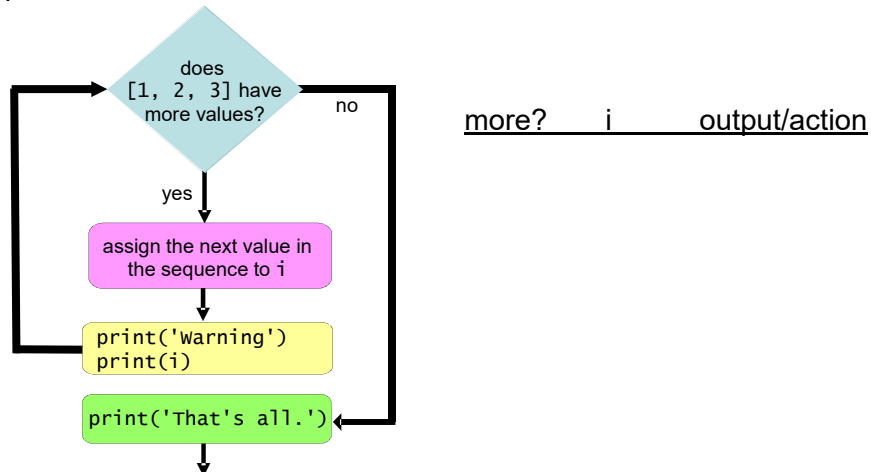 does
[1, 2, 3] have
more values?
no
more? i output/action
yes
assign the next value in
the sequence to i
print('Warning')
print(i)
print('That's all.')